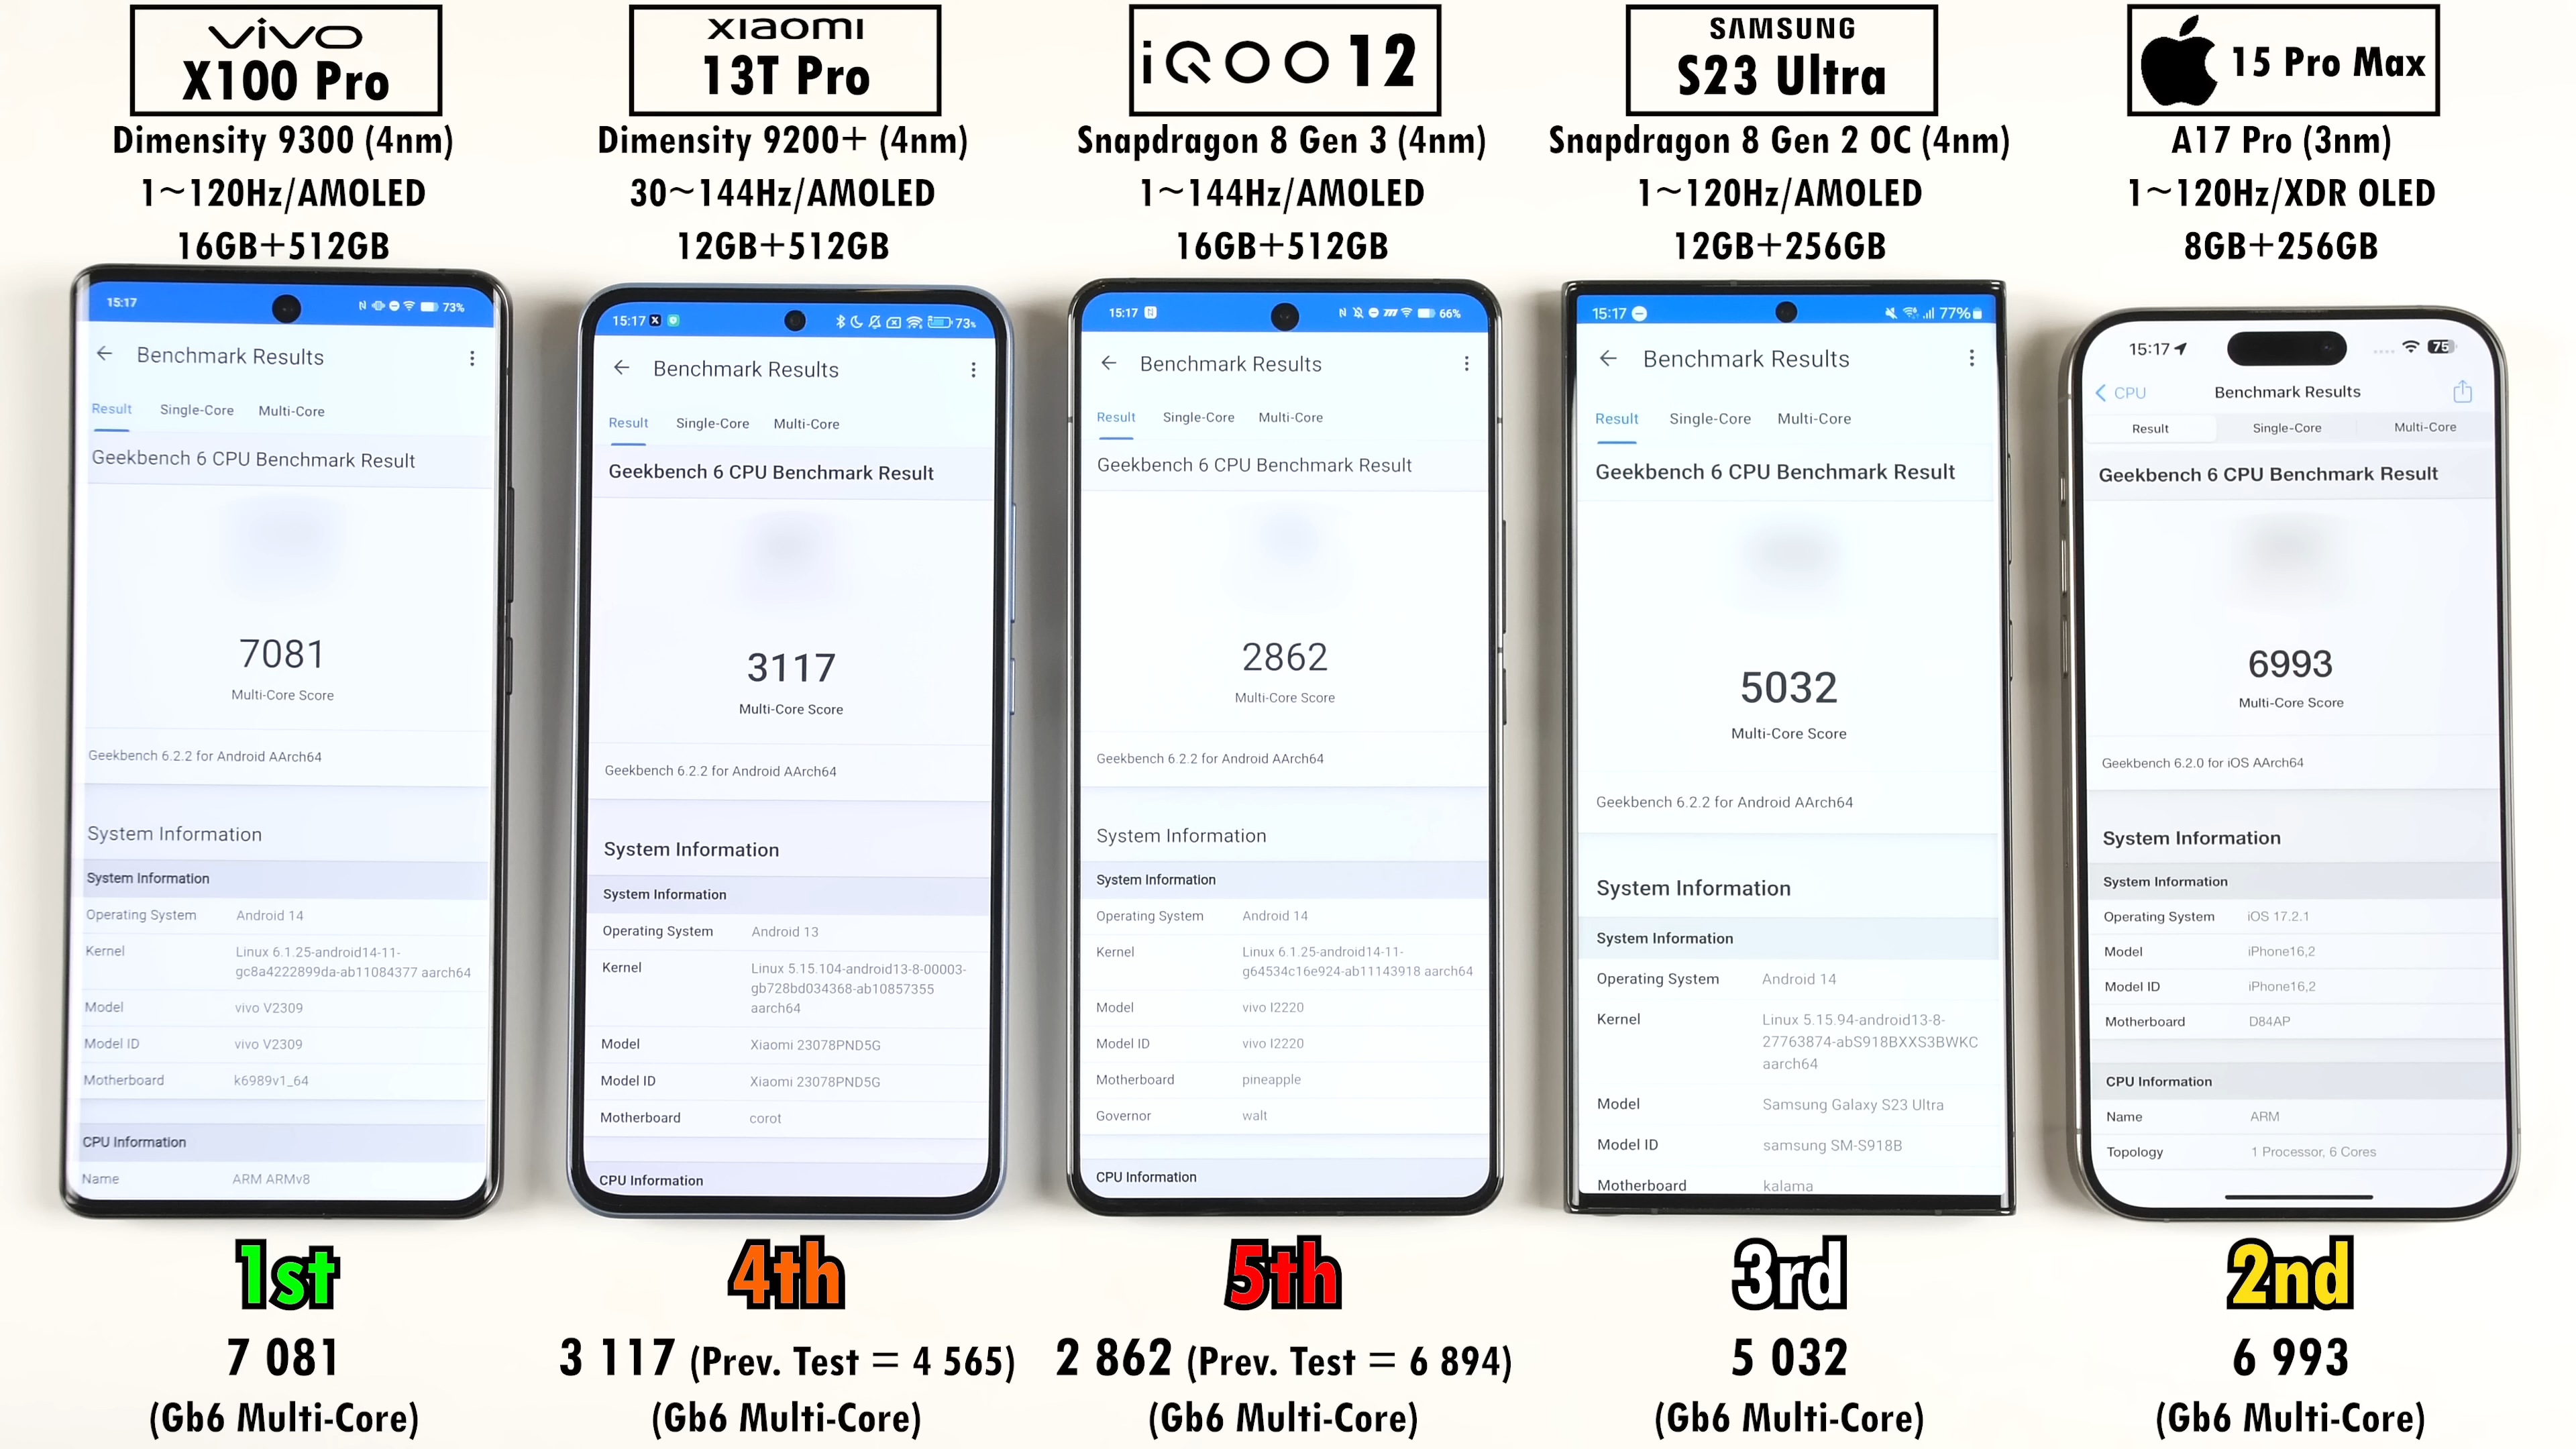 vivo
X100 Pro
Dimensity 9300 (4nm)
1~120Hz/AMOLED
16GB+512GB
xiaomi
13T Pro
Dimensity 9200+ (4nm)
30~144Hz/AMOLED
12GB+512GB
iQOO 12
Snapdragon 8 Gen 3 (4nm)
1~144Hz/AMOLED
16GB+512GB
SAMSUNG
S23 Ultra
Snapdragon 8 Gen 2 OC (4nm)
1~120Hz/AMOLED
12GB+256GB
15 Pro Max
A17 Pro (3nm)
1~120Hz/XDR OLED
8GB+256GB
15:17 73%
Benchmark Results
Result Single-Core Multi-Core
Geekbench 6 CPU Benchmark Result
7081
Multi-Core Score
Geekbench 6.2.2 for Android AArch64
System Information
System Information
Operating System Android 14
Kernel Linux 6.1.25-android14-11-
gc8a4222899da-ab11084377 aarch64
Model vivo V2309
Model ID vivo V2309
Motherboard k6989v1_64
CPU Information
Name ARM ARMv8
15:17 73%
Benchmark Results
Result Single-Core Multi-Core
Geekbench 6 CPU Benchmark Result
3117
Multi-Core Score
Geekbench 6.2.2 for Android AArch64
System Information
System Information
Operating System Android 13
Kernel Linux 5.15.104-android13-8-00003-
gb728bd034368-ab10857355
aarch64
Model Xiaomi 23078PND5G
Model ID Xiaomi 23078PND5G
Motherboard corot
CPU Information
15:17 66%
Benchmark Results
Result Single-Core Multi-Core
Geekbench 6 CPU Benchmark Result
2862
Multi-Core Score
Geekbench 6.2.2 for Android AArch64
System Information
System Information
Operating System Android 14
Kernel Linux 6.1.25-android14-11-
g64534c16e924-ab11143918 aarch64
Model vivo I2220
Model ID vivo I2220
Motherboard pineapple
Governor walt
CPU Information
15:17 77%
Benchmark Results
Result Single-Core Multi-Core
Geekbench 6 CPU Benchmark Result
5032
Multi-Core Score
Geekbench 6.2.2 for Android AArch64
System Information
System Information
Operating System Android 14
Kernel Linux 5.15.94-android13-8-
27763874-abS918BXXS3BWKC
aarch64
Model Samsung Galaxy S23 Ultra
Model ID samsung SM-S918B
Motherboard kalama
15:17 75
CPU Benchmark Results
Result Single-Core Multi-Core
Geekbench 6 CPU Benchmark Result
6993
Multi-Core Score
Geekbench 6.2.0 for iOS AArch64
System Information
System Information
Operating System iOS 17.2.1
Model iPhone16,2
Model ID iPhone16,2
Motherboard D84AP
CPU Information
Name ARM
Topology 1 Processor, 6 Cores
1st
7 081
(Gb6 Multi-Core)
4th
3 117 (Prev. Test = 4 565)
(Gb6 Multi-Core)
5th
2 862 (Prev. Test = 6 894)
(Gb6 Multi-Core)
3rd
5 032
(Gb6 Multi-Core)
2nd
6 993
(Gb6 Multi-Core)